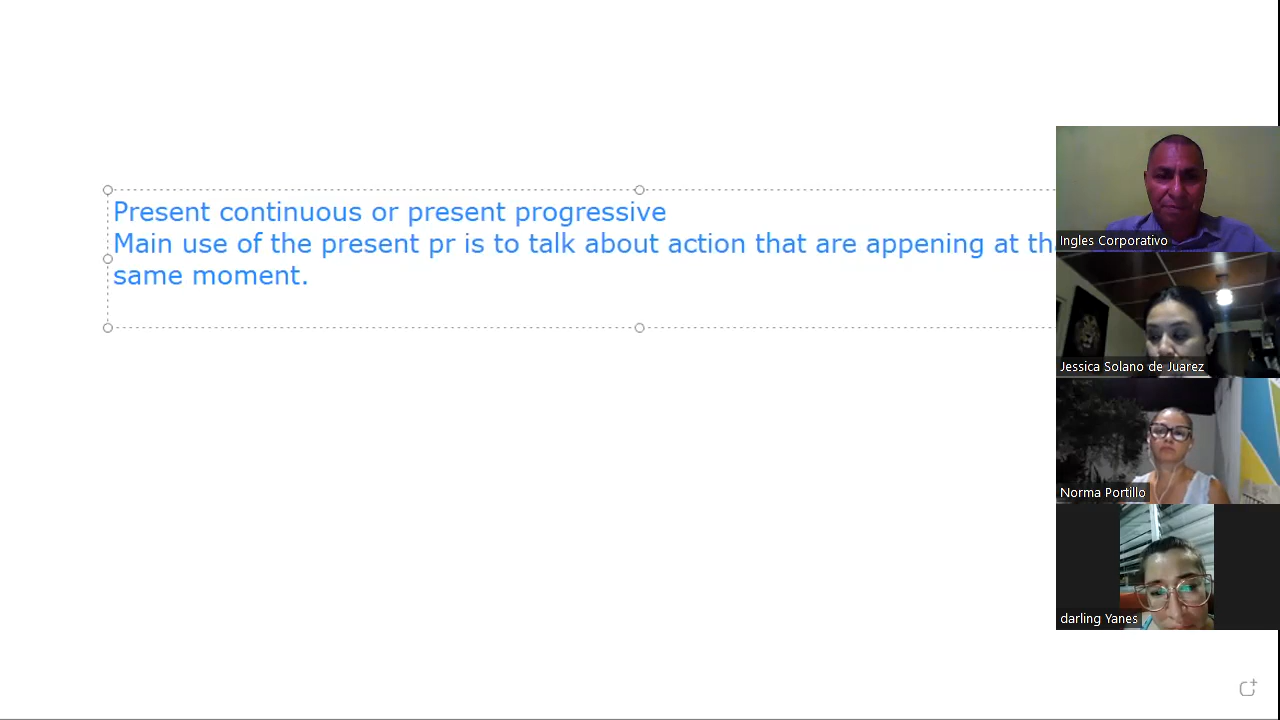 Present continuous or present progressive
Main use of the present pr is to talk about action that are appening at th
same moment.
Ingles Corporativo
Jessica Solano de Juarez
Norma Portillo
darling Yanes